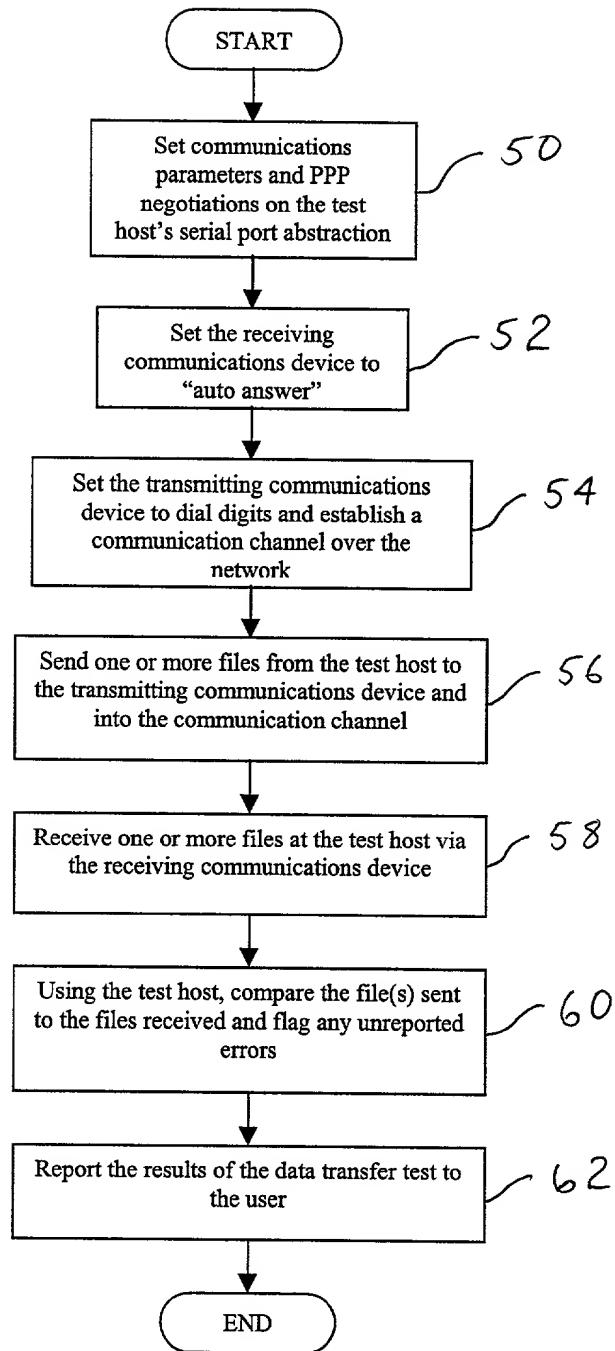 START
Set communications
parameters and PPP
negotiations on the test
host's serial port abstraction
50
Set the receiving
communications device to
“auto answer”
52
Set the transmitting communications
device to dial digits and establish a
communication channel over the
network
54
Send one or more files from the test host to
the transmitting communications device and
into the communication channel
56
Receive one or more files at the test host via
the receiving communications device
58
Using the test host, compare the file(s) sent
to the files received and flag any unreported
errors
60
Report the results of the data transfer test to
the user
62
END